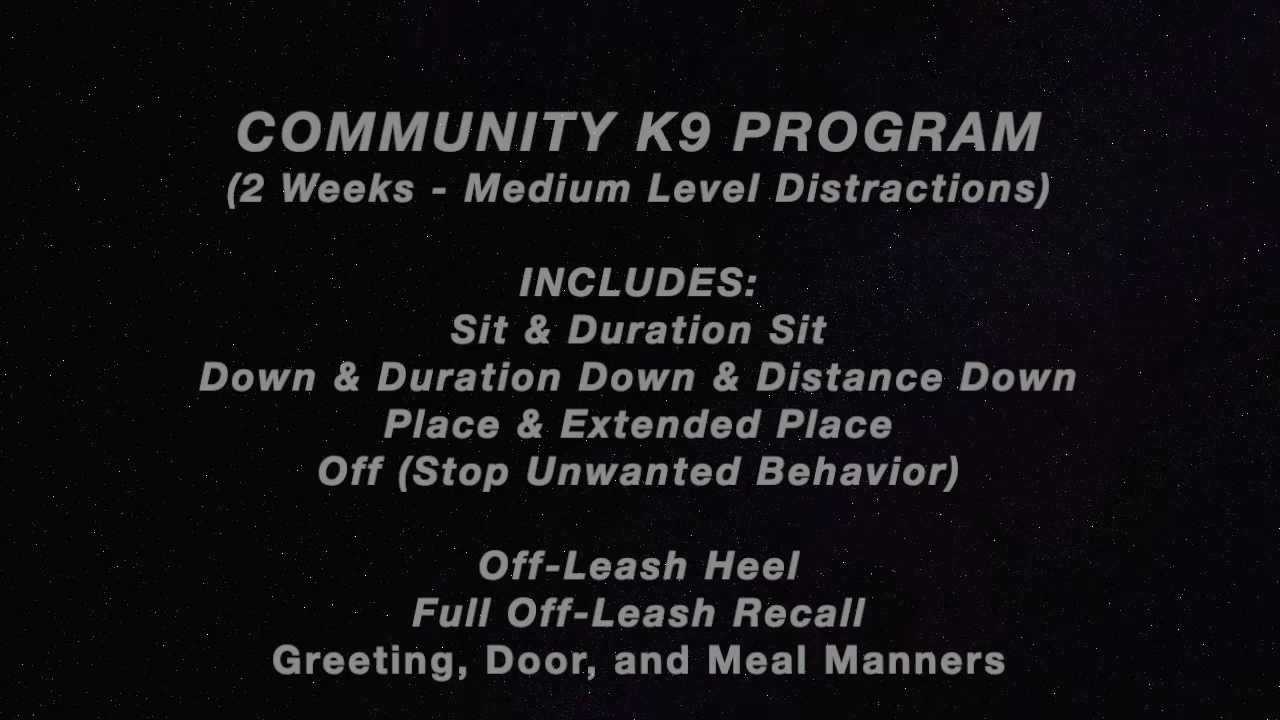 COMMUNITY K9 PROGRAM
(2 Weeks - Medium Level Distractions)
INCLUDES:
Sit & Duration Sit
Down & Duration Down & Distance Down
Place & Extended Place
Off (Stop Unwanted Behavior)
Off-Leash Heel
Full Off-Leash Recall
Greeting, Door, and Meal Manners